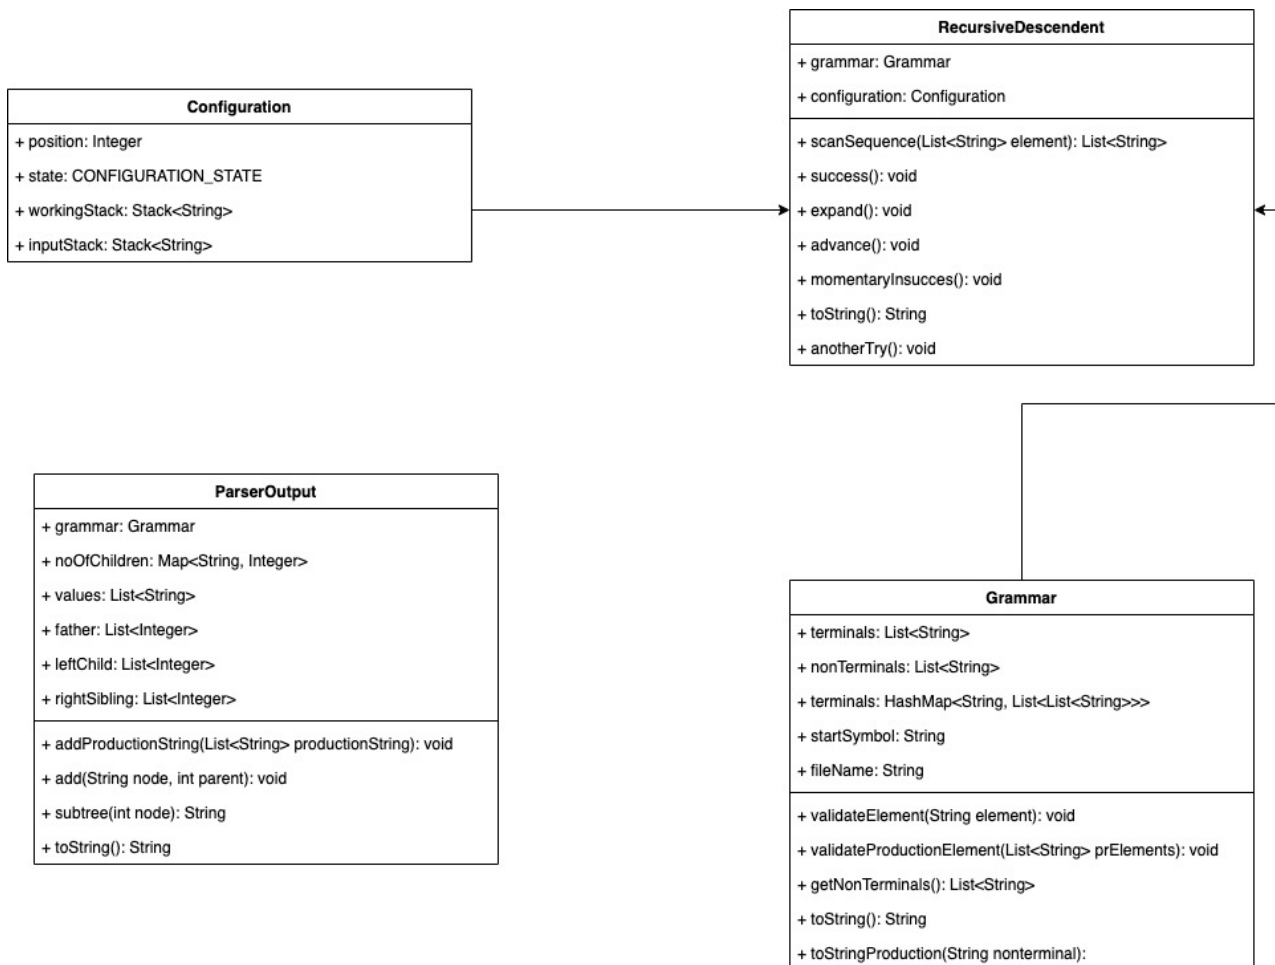 RecursiveDescendent
+ grammar: Grammar
+ configuration: Configuration
+ scanSequence(List<String> element): List<String>
+ success(): void
+ expand(): void
+ advance(): void
+ momentaryInsucces(): void
+ toString(): String
+ anotherTry(): void
Configuration
+ position: Integer
+ state: CONFIGURATION_STATE
+ workingStack: Stack<String>
+ inputStack: Stack<String>
ParserOutput
+ grammar: Grammar
+ noOfChildren: Map<String, Integer>
+ values: List<String>
+ father: List<Integer>
+ leftChild: List<Integer>
+ rightSibling: List<Integer>
+ addProductionString(List<String> productionString): void
+ add(String node, int parent): void
+ subtree(int node): String
+ toString(): String
Grammar
+ terminals: List<String>
+ nonTerminals: List<String>
+ terminals: HashMap<String, List<List<String>>>
+ startSymbol: String
+ fileName: String
+ validateElement(String element): void
+ validateProductionElement(List<String> prElements): void
+ getNonTerminals(): List<String>
+ toString(): String
+ toStringProduction(String nonterminal):